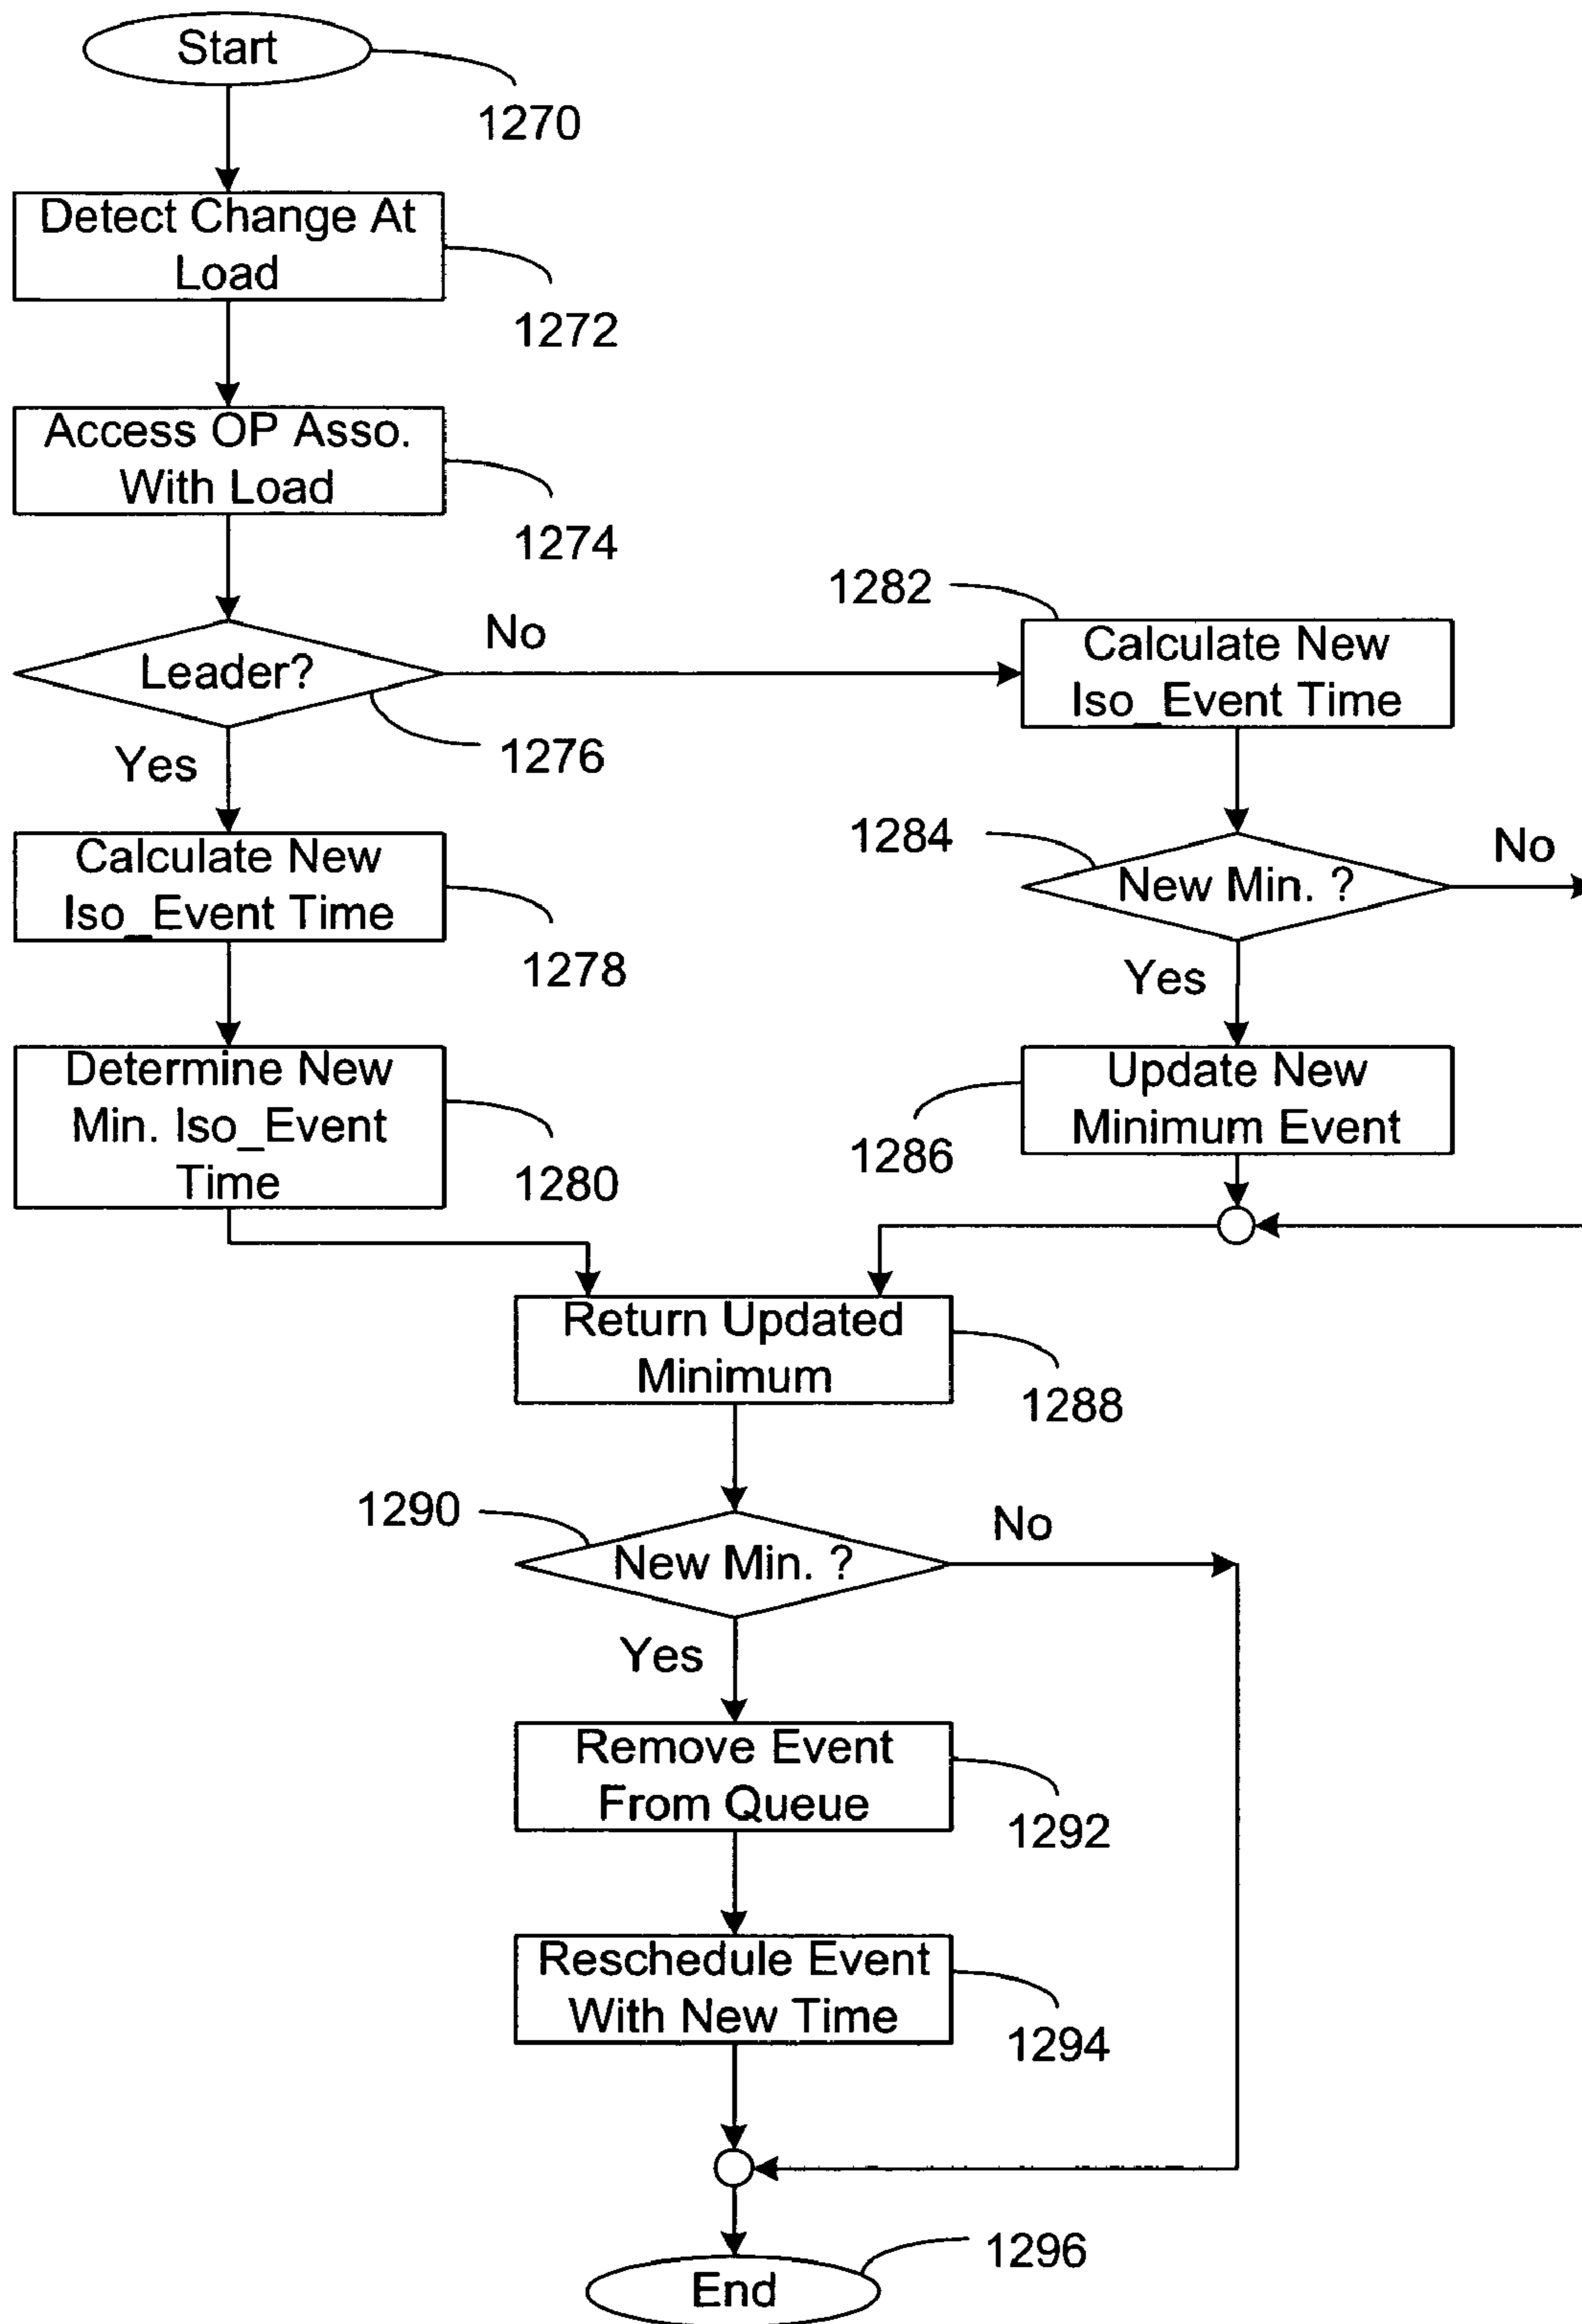 Start
1270
Detect Change At
Load
1272
Access OP Asso.
With Load
1274
Leader?
No
1276
Yes
1282
Calculate New
Iso_Event Time
Calculate New
Iso_Event Time
1278
1284
New Min. ?
No
Yes
Determine New
Min. Iso_Event
Time
1280
Update New
Minimum Event
1286
Return Updated
Minimum
1288
1290
New Min. ?
No
Yes
Remove Event
From Queue
1292
Reschedule Event
With New Time
1294
1296
End